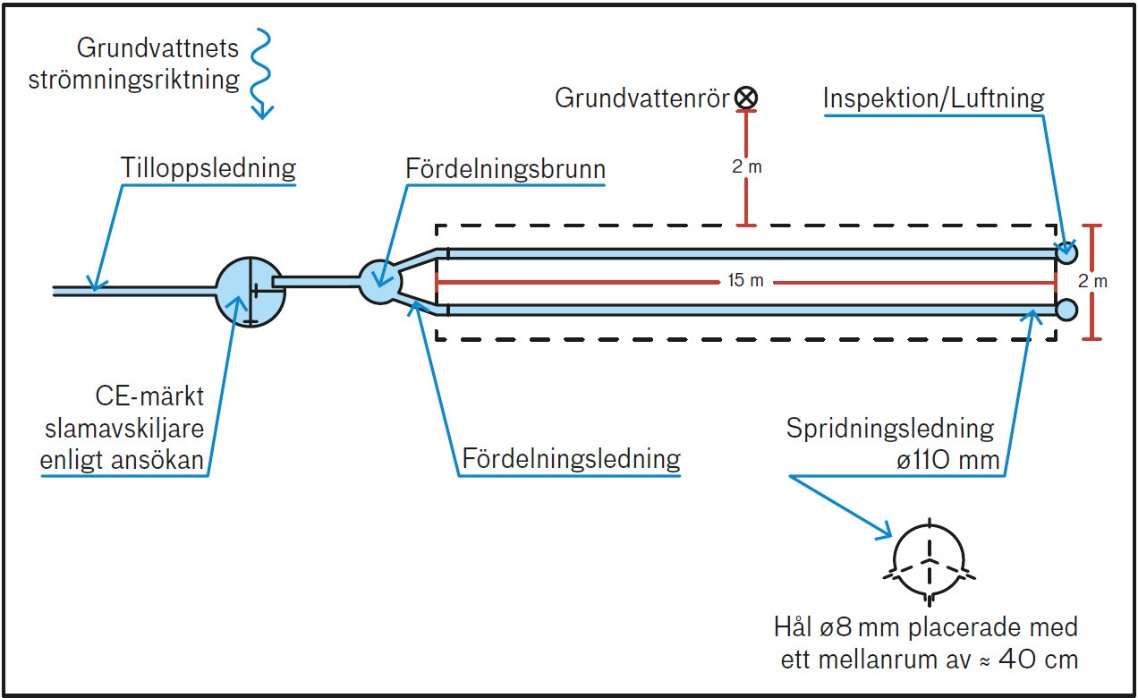 Grundvattnets
strömningsriktning
Grundvattenrör
Inspektion/Luftning
2 m
Tilloppsledning
Fördelningsbrunn
15 m
2 m
CE-märkt
slamavskiljare
enligt ansökan
Fördelningsledning
Spridningsledning
ø110 mm
Hål ø8 mm placerade med
ett mellanrum av ≈ 40 cm